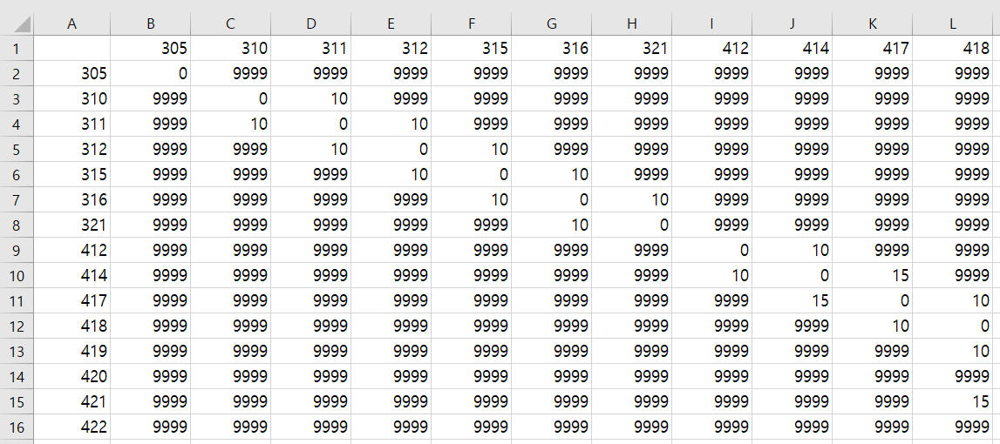 A B C D E F G H I J K L
1 305 310 311 312 315 316 321 412 414 417 418
2 305 0 9999 9999 9999 9999 9999 9999 9999 9999 9999 9999
3 310 9999 0 10 9999 9999 9999 9999 9999 9999 9999 9999
4 311 9999 10 0 10 9999 9999 9999 9999 9999 9999 9999
5 312 9999 9999 10 0 10 9999 9999 9999 9999 9999 9999
6 315 9999 9999 9999 10 0 10 9999 9999 9999 9999 9999
7 316 9999 9999 9999 9999 10 0 10 9999 9999 9999 9999
8 321 9999 9999 9999 9999 9999 10 0 9999 9999 9999 9999
9 412 9999 9999 9999 9999 9999 9999 9999 0 10 9999 9999
10 414 9999 9999 9999 9999 9999 9999 9999 10 0 15 9999
11 417 9999 9999 9999 9999 9999 9999 9999 9999 15 0 10
12 418 9999 9999 9999 9999 9999 9999 9999 9999 9999 10 0
13 419 9999 9999 9999 9999 9999 9999 9999 9999 9999 9999 10
14 420 9999 9999 9999 9999 9999 9999 9999 9999 9999 9999 9999
15 421 9999 9999 9999 9999 9999 9999 9999 9999 9999 9999 15
16 422 9999 9999 9999 9999 9999 9999 9999 9999 9999 9999 9999